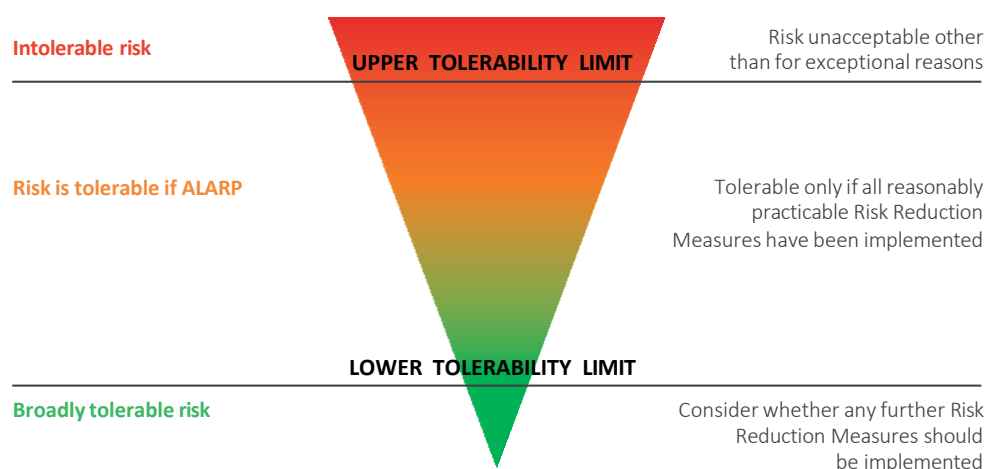 Intolerable risk
UPPER TOLERABILITY LIMIT
Risk unacceptable other
than for exceptional reasons
Risk is tolerable if ALARP
Tolerable only if all reasonably
practicable Risk Reduction
Measures have been implemented
LOWER TOLERABILITY LIMIT
Broadly tolerable risk
Consider whether any further Risk
Reduction Measures should
be implemented